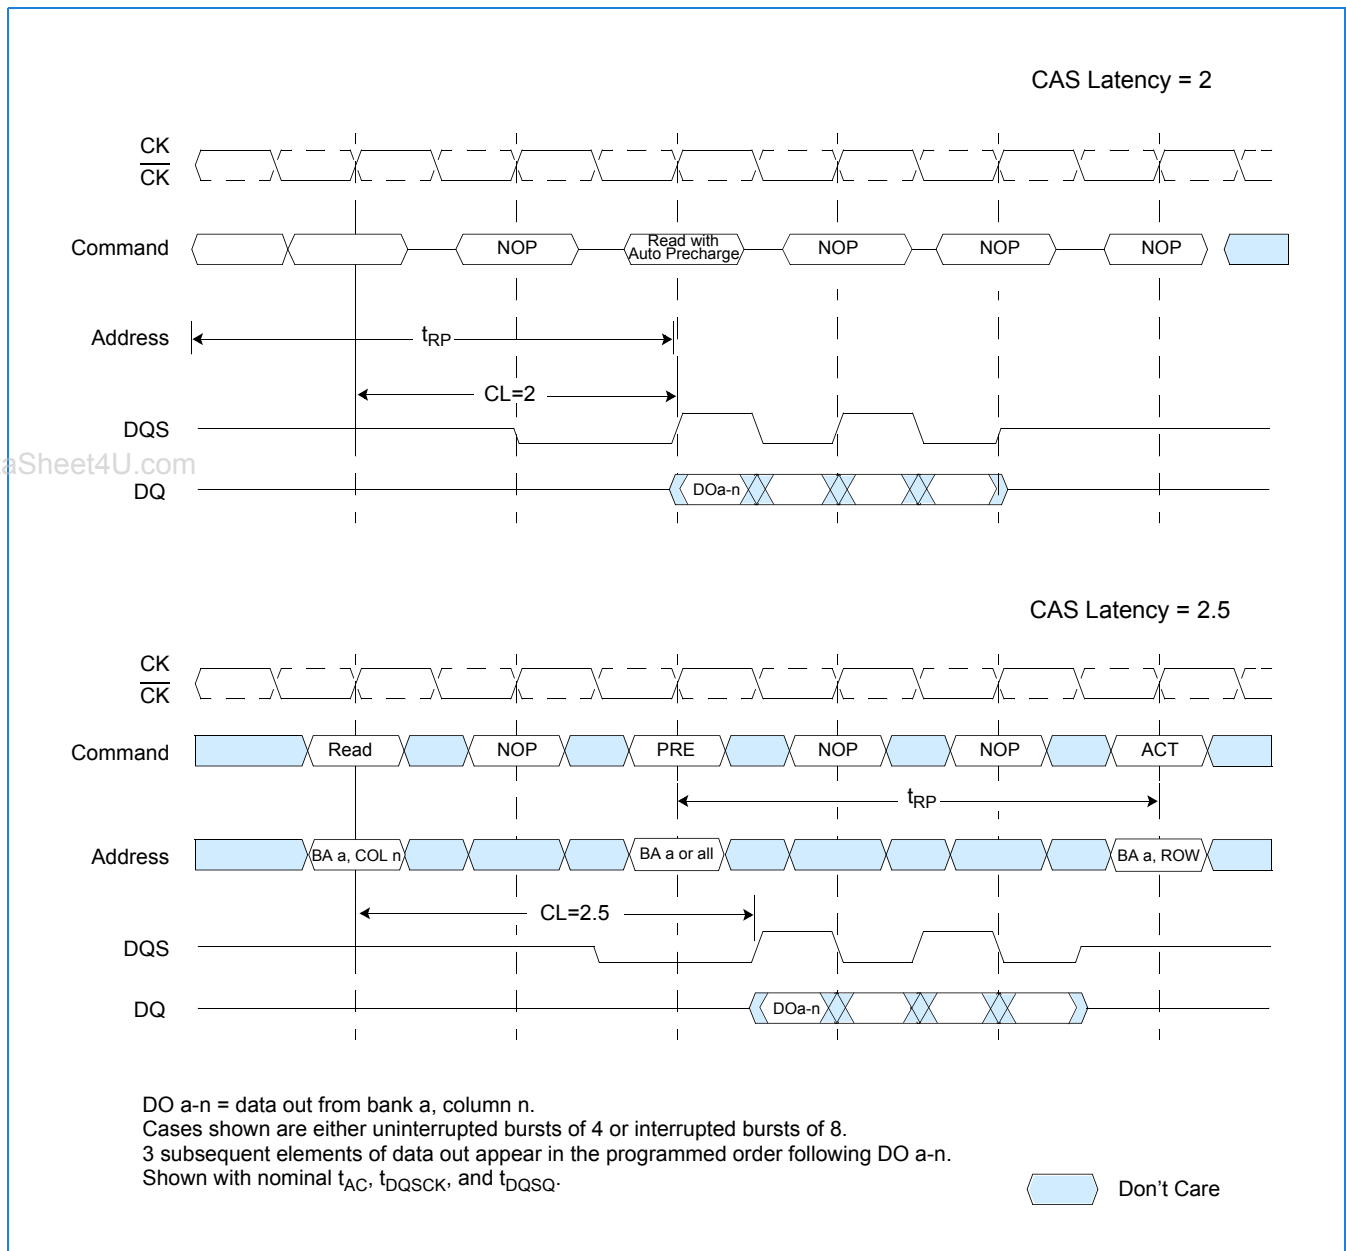 CAS Latency = 2
CK
CK
Command
NOP
Read with
Auto Precharge
NOP
NOP
NOP
Address
tRP
CL=2
DQS
aSheet4U.com
DQ
DOa-n
CAS Latency = 2.5
CK
CK
Command
Read
NOP
PRE
NOP
NOP
ACT
tRP
Address
BA a, COL n
BA a or all
BA a, ROW
CL=2.5
DQS
DQ
DOa-n
DO a-n = data out from bank a, column n.
Cases shown are either uninterrupted bursts of 4 or interrupted bursts of 8.
3 subsequent elements of data out appear in the programmed order following DO a-n.
Shown with nominal tAC, tDQSCK, and tDQSQ.
Don't Care